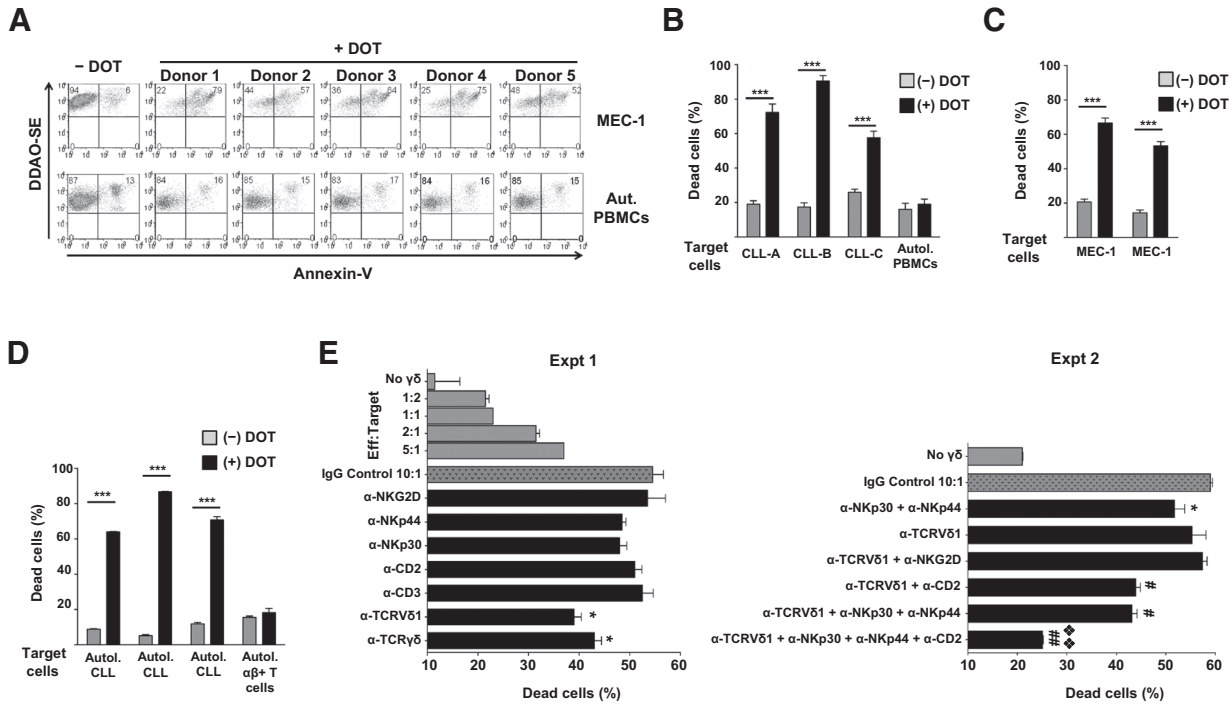 A
+ DOT
− DOT
Donor 1 Donor 2 Donor 3 Donor 4 Donor 5
94 6 22 79 44 57 36 64 25 75 48 52
MEC-1
87 13 84 16 85 15 83 17 84 16 85 15
Aut.
PBMCs
DDAO-SE
Annexin-V
B
(−) DOT
(+) DOT
Dead cells (%)
100
80
60
40
20
*** *** ***
Target
cells
CLL-A CLL-B CLL-C Autol.
PBMCs
C
(−) DOT
(+) DOT
Dead cells (%)
100
80
60
40
20
*** ***
Target
cells
MEC-1 MEC-1
D
(−) DOT
(+) DOT
Dead cells (%)
100
80
60
40
20
*** *** ***
Target
cells
Autol.
CLL
Autol.
CLL
Autol.
CLL
Autol.
αβ+ T
cells
E
Expt 1
Eff:Target
No γδ
1:2
1:1
2:1
5:1
IgG Control 10:1
α-NKG2D
α-NKp44
α-NKp30
α-CD2
α-CD3
α-TCRVδ1 *
α-TCRγδ *
10 20 30 40 50 60
Dead cells (%)
Expt 2
No γδ
IgG Control 10:1
α-NKp30 + α-NKp44 *
α-TCRVδ1
α-TCRVδ1 + α-NKG2D
α-TCRVδ1 + α-CD2 #
α-TCRVδ1 + α-NKp30 + α-NKp44 #
α-TCRVδ1 + α-NKp30 + α-NKp44 + α-CD2 ## ❖❖
10 20 30 40 50 60
Dead cells (%)